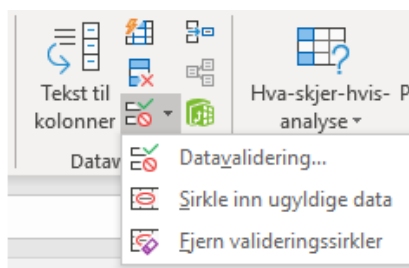 Tekst til
kolonner
Hva-skjer-hvis-
analyse
P
Datav
Datavalidering...
Sirkle inn ugyldige data
Fjern valideringssirkler